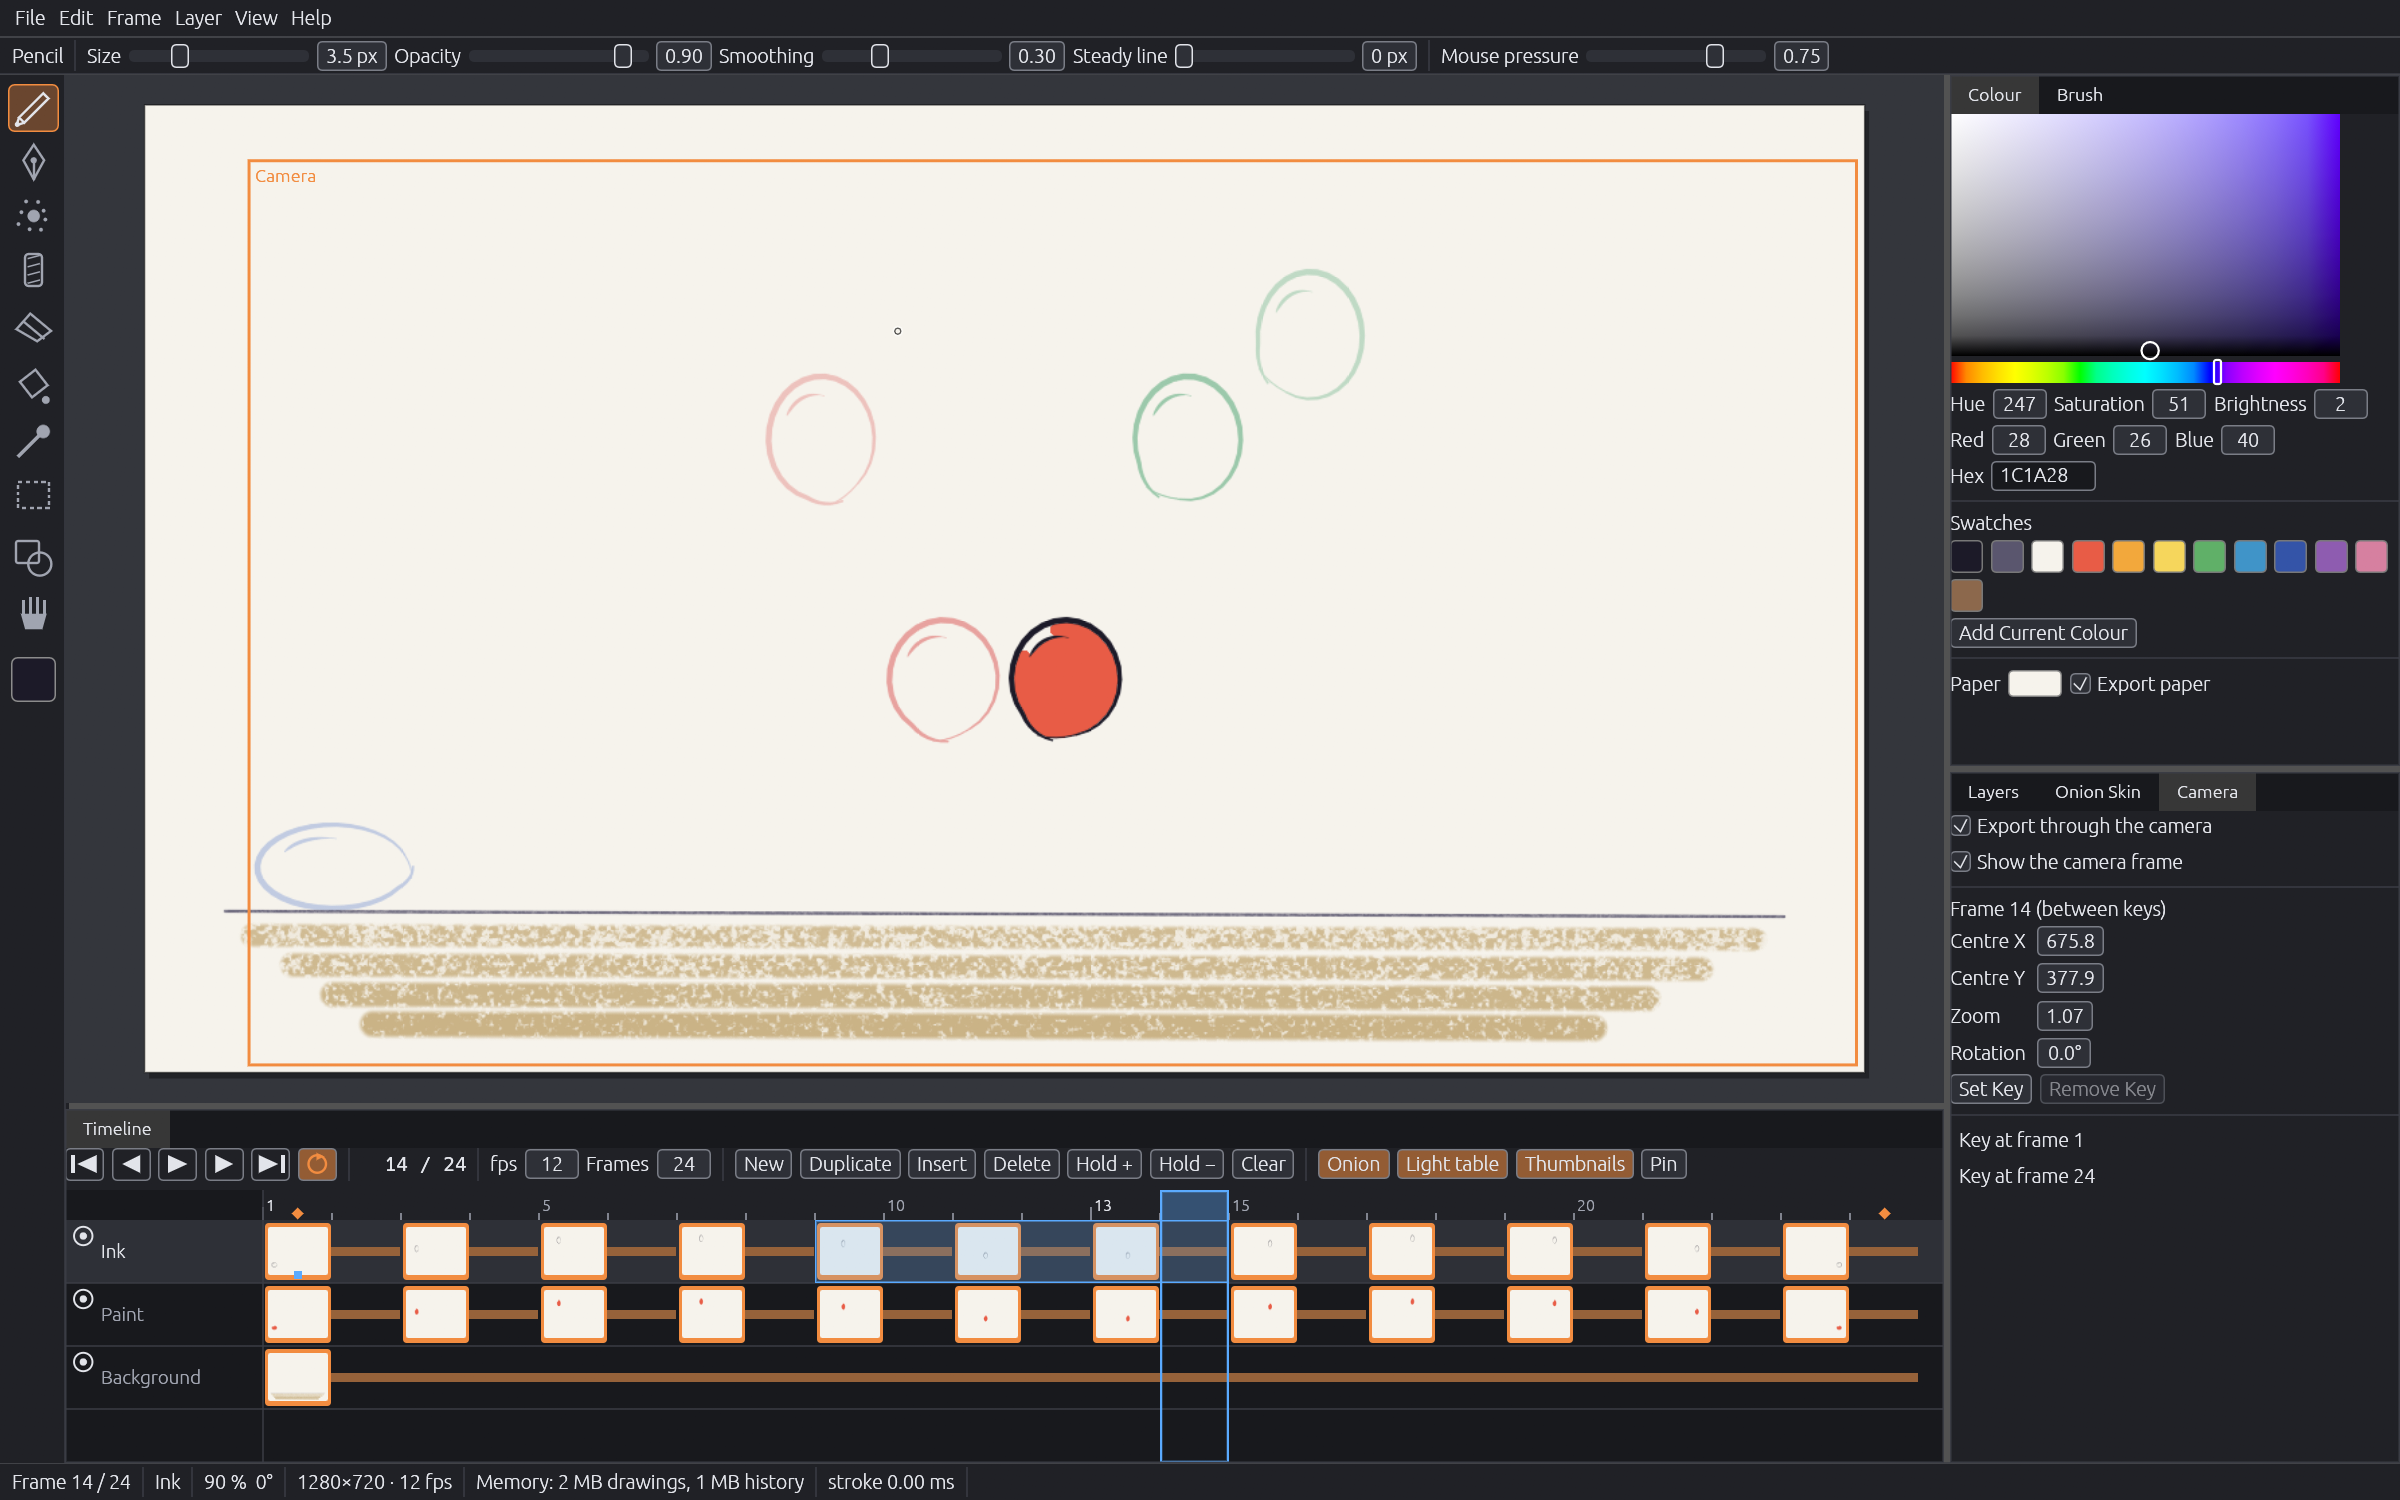 File Edit Frame Layer View Help
Pencil Size 3.5 px Opacity 0.90 Smoothing 0.30 Steady line 0 px Mouse pressure 0.75
Colour Brush
Camera
Hue 247 Saturation 51 Brightness 2
Red 28 Green 26 Blue 40
Hex 1C1A28
Swatches
Add Current Colour
Paper Export paper
Layers Onion Skin Camera
Export through the camera
Show the camera frame
Frame 14 (between keys)
Centre X 675.8
Centre Y 377.9
Zoom 1.07
Rotation 0.0°
Set Key Remove Key
Key at frame 1
Key at frame 24
Timeline
14 / 24 fps 12 Frames 24 New Duplicate Insert Delete Hold + Hold – Clear Onion Light table Thumbnails Pin
1 5 10 13 15 20
Ink
Paint
Background
Frame 14 / 24 Ink 90 % 0° 1280×720 · 12 fps Memory: 2 MB drawings, 1 MB history stroke 0.00 ms